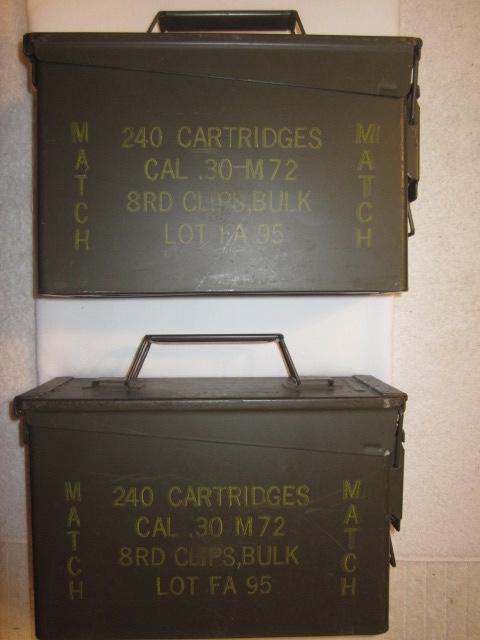 MATCH
240 CARTRIDGES
CAL .30-M72
8RD CLIPS,BULK
LOT FA 95
MATCH
MATCH
240 CARTRIDGES
CAL .30 M72
8RD CLIPS,BULK
LOT FA 95
MATCH